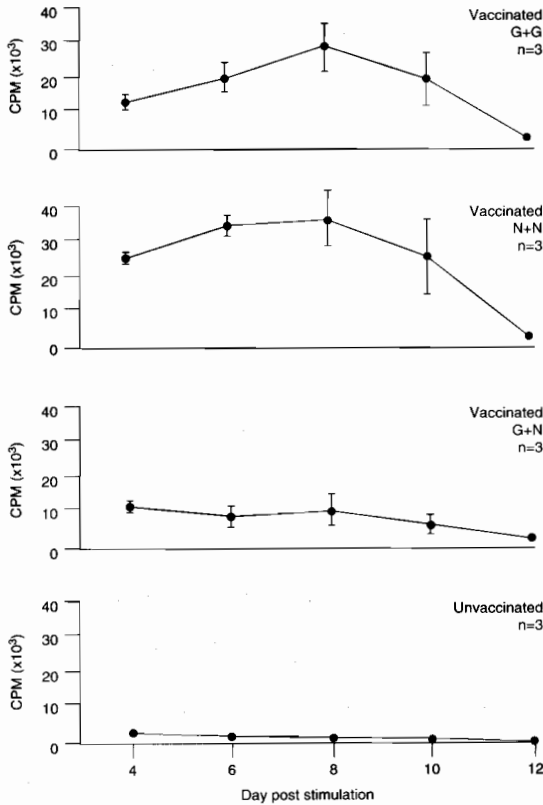 Vaccinated
G+G
n=3
CPM (x10³)
40
30
20
10
0
Vaccinated
N+N
n=3
CPM (x10³)
40
30
20
10
0
Vaccinated
G+N
n=3
CPM (x10³)
40
30
20
10
0
Unvaccinated
n=3
CPM (x10³)
40
30
20
10
0
4 6 8 10 12
Day post stimulation